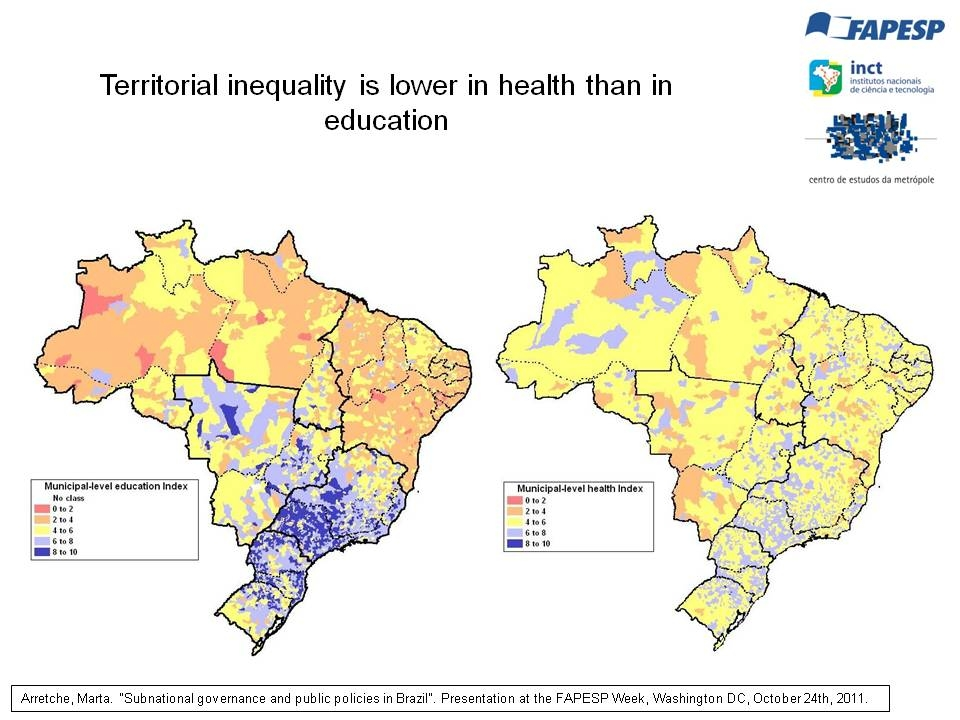 FAPESP
inct
institutos nacionais
de ciência e tecnologia
centro de estudos da metrópole
Territorial inequality is lower in health than in
education
Municipal-level education Index
No class
0 to 2
2 to 4
4 to 6
6 to 8
8 to 10
Municipal-level health Index
0 to 2
2 to 4
4 to 6
6 to 8
8 to 10
Arretche, Marta. "Subnational governance and public policies in Brazil". Presentation at the FAPESP Week, Washington DC, October 24th, 2011.